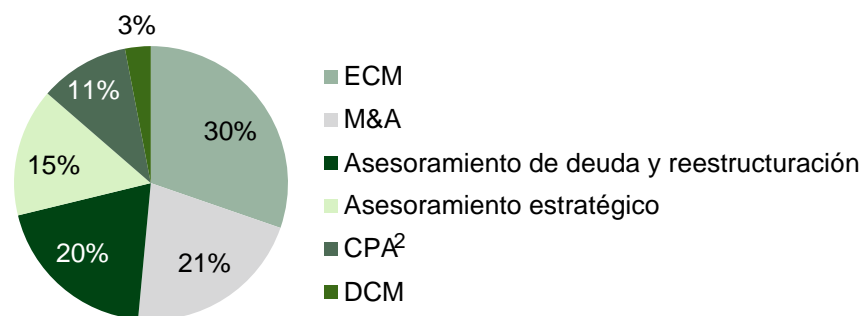 3%
11%
30%
15%
20%
21%
ECM
M&A
Asesoramiento de deuda y reestructuración
Asesoramiento estratégico
CPA²
DCM